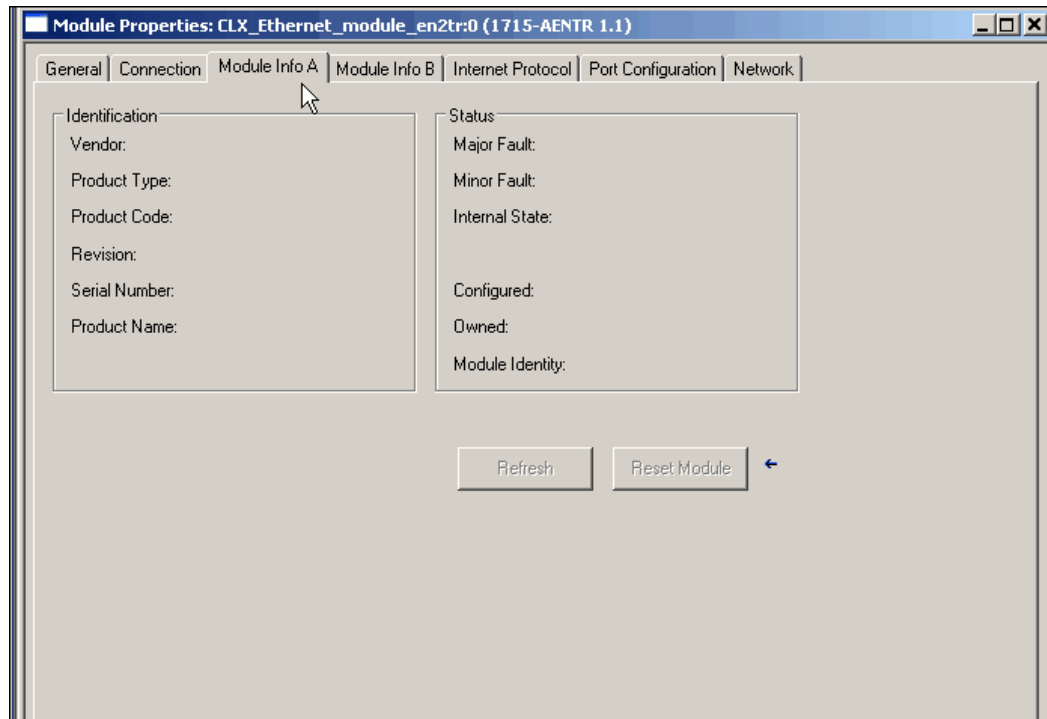 Module Properties: CLX_Ethernet_module_en2tr:0 (1715-AENTR 1.1)
General Connection Module Info A Module Info B Internet Protocol Port Configuration Network
Identification
Vendor:
Product Type:
Product Code:
Revision:
Serial Number:
Product Name:
Status
Major Fault:
Minor Fault:
Internal State:
Configured:
Owned:
Module Identity:
Refresh Reset Module